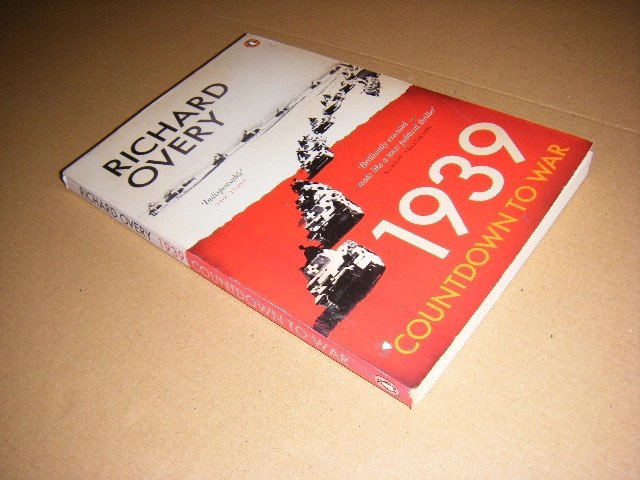 RICHARD
OVERY
'Indispensable'
'Brilliantly executed ...
reads like a tense political thriller'
1939
COUNTDOWN TO WAR
RICHARD OVERY 1939 COUNTDOWN TO WAR